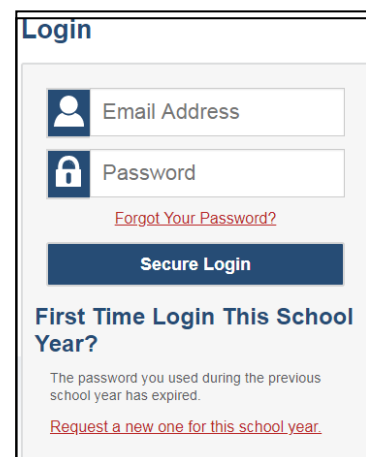 Login
Email Address
Password
Forgot Your Password?
Secure Login
First Time Login This School
Year?
The password you used during the previous
school year has expired.
Request a new one for this school year.